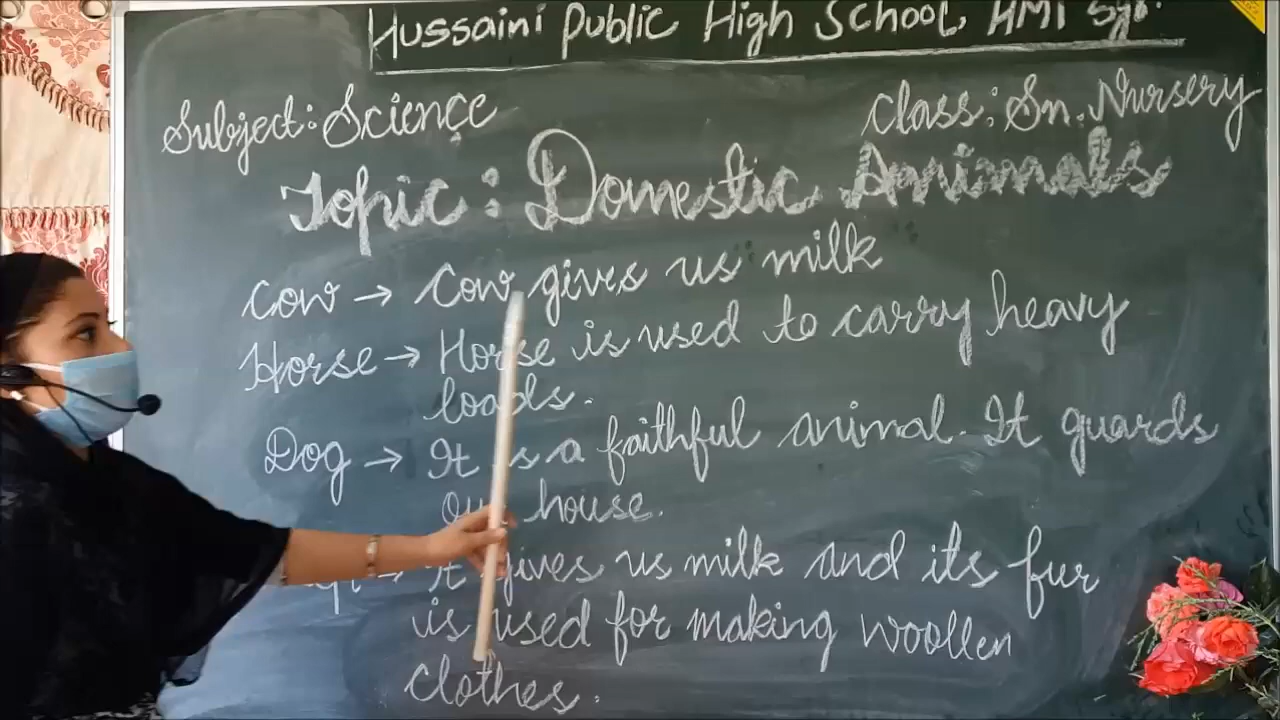 Hussaini Public High School HMT Sgr.
Subject: Science
Class: Sn. Nursery
Topic: Domestic Animals
Cow → Cow gives us milk
Horse → Horse is used to carry heavy
loads.
Dog → It is a faithful animal. It guards
our house.
→ It gives us milk and its fur
is used for making woollen
clothes.